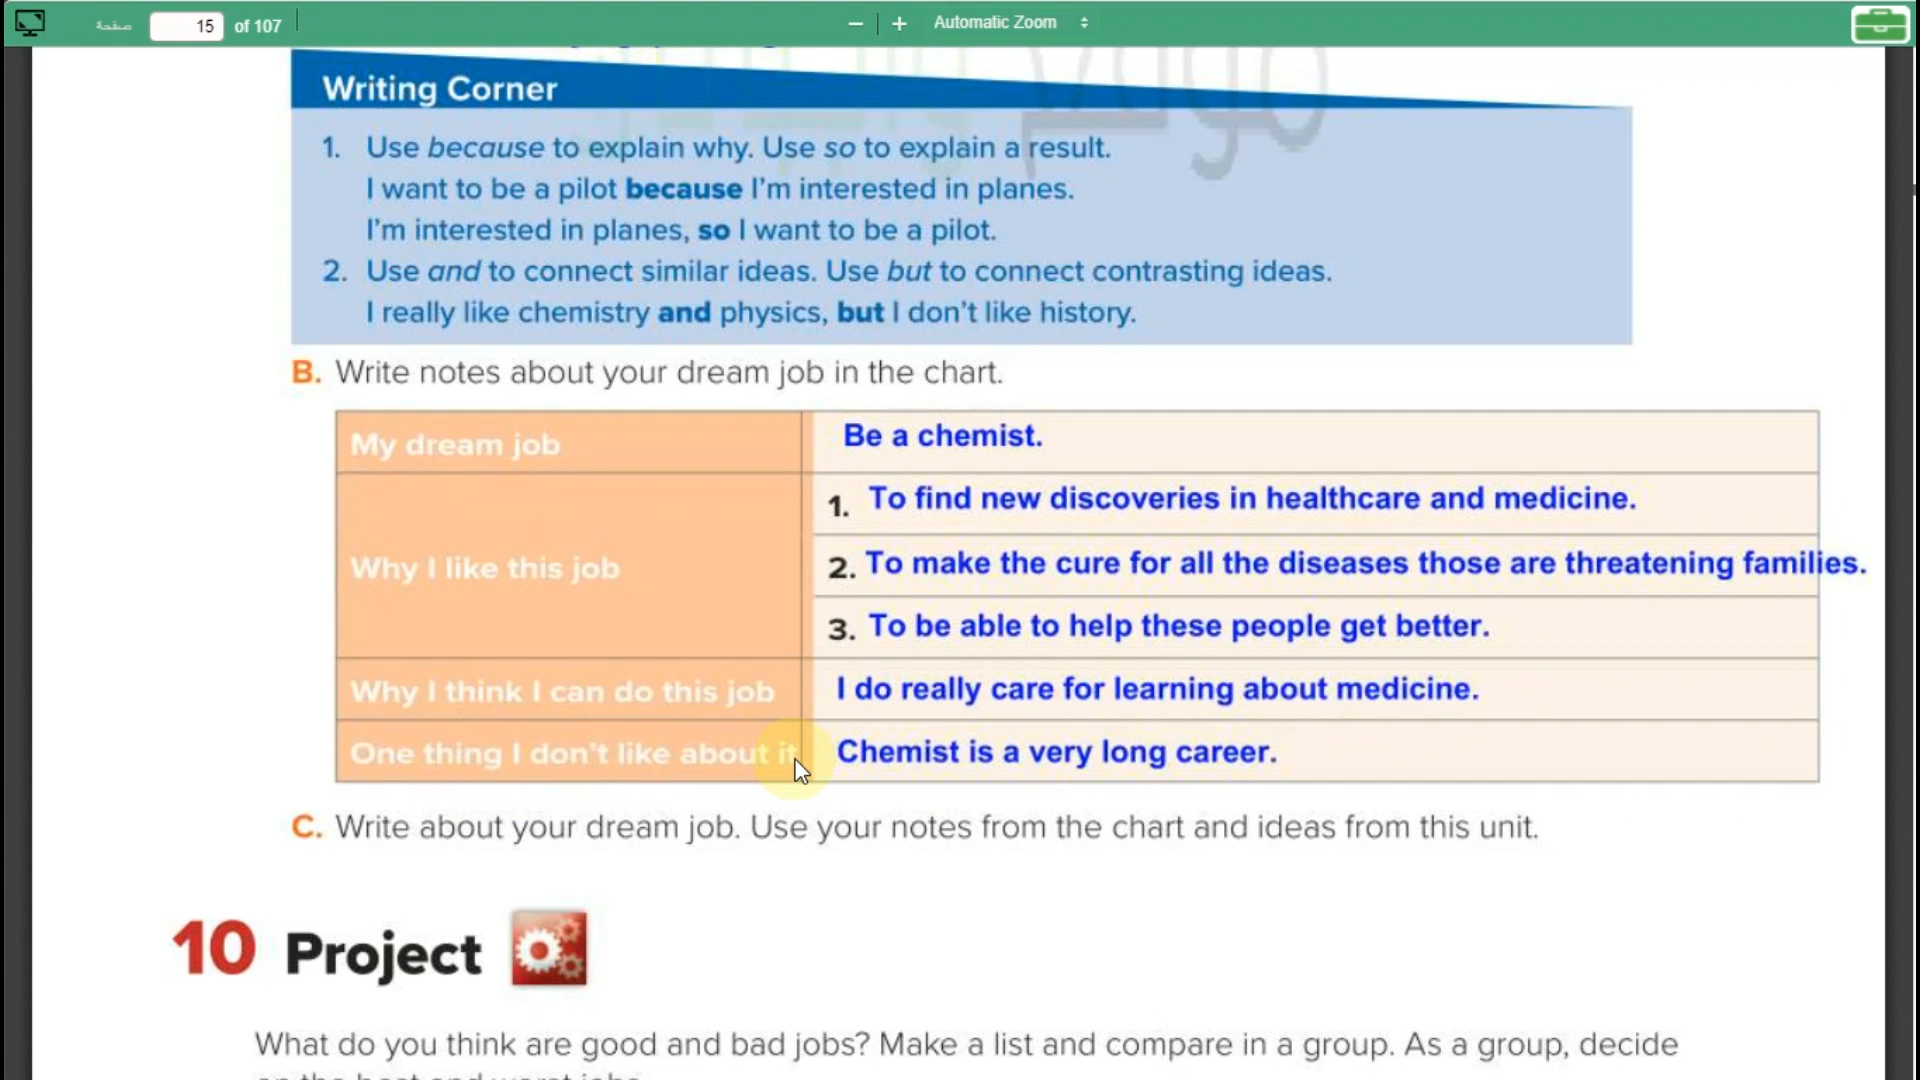 صفحة 15 of 107 Automatic Zoom
Writing Corner
1. Use because to explain why. Use so to explain a result.
I want to be a pilot because I'm interested in planes.
I'm interested in planes, so I want to be a pilot.
2. Use and to connect similar ideas. Use but to connect contrasting ideas.
I really like chemistry and physics, but I don't like history.
B. Write notes about your dream job in the chart.
My dream job Be a chemist.
1. To find new discoveries in healthcare and medicine.
Why I like this job 2. To make the cure for all the diseases those are threatening families.
3. To be able to help these people get better.
Why I think I can do this job I do really care for learning about medicine.
One thing I don't like about it Chemist is a very long career.
C. Write about your dream job. Use your notes from the chart and ideas from this unit.
10 Project
What do you think are good and bad jobs? Make a list and compare in a group. As a group, decide